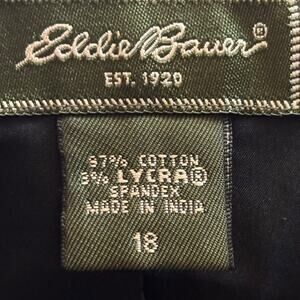 Eddie Bauer®
EST. 1920
97% COTTON
3% LYCRA®
SPANDEX
MADE IN INDIA
18